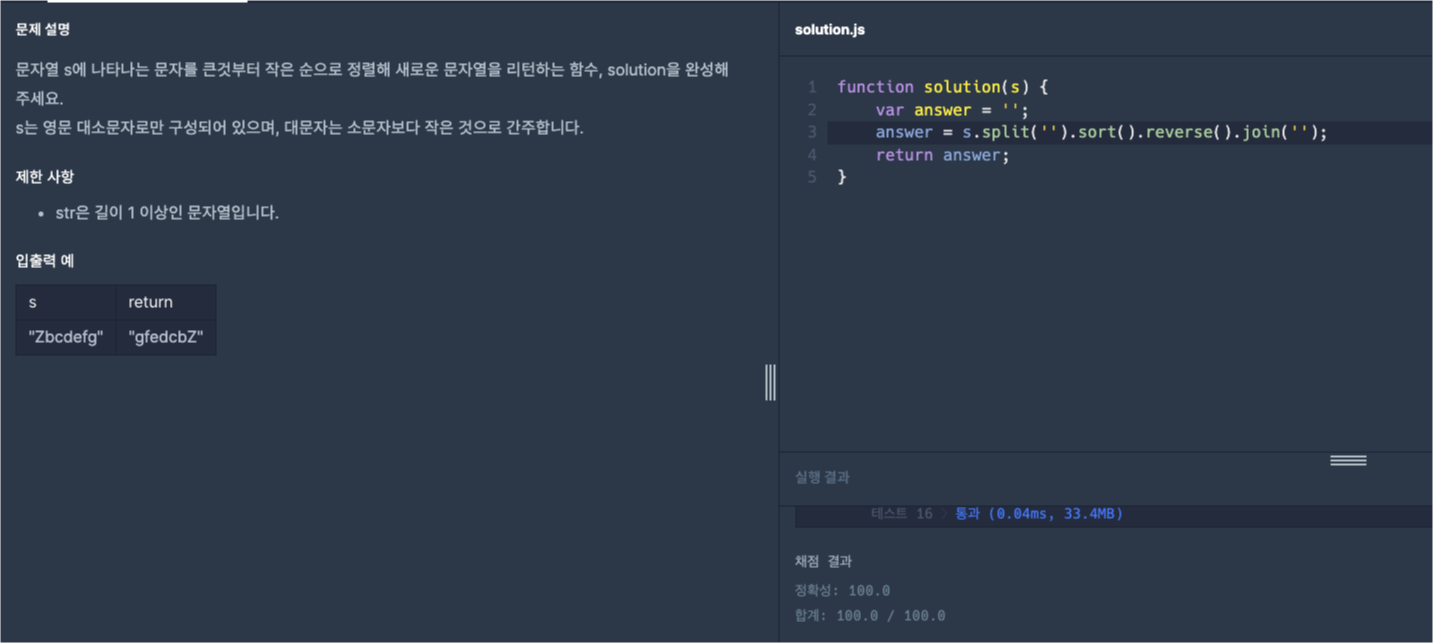 문제 설명
문자열 s에 나타나는 문자를 큰것부터 작은 순으로 정렬해 새로운 문자열을 리턴하는 함수, solution을 완성해
주세요.
s는 영문 대소문자로만 구성되어 있으며, 대문자는 소문자보다 작은 것으로 간주합니다.
제한 사항
• str은 길이 1 이상인 문자열입니다.
입출력 예
s return
"Zbcdefg" "gfedcbZ"
solution.js
1 function solution(s) {
2 var answer = '';
3 answer = s.split('').sort().reverse().join('');
4 return answer;
5 }
실행 결과
테스트 16 > 통과 (0.04ms, 33.4MB)
채점 결과
정확성: 100.0
합계: 100.0 / 100.0